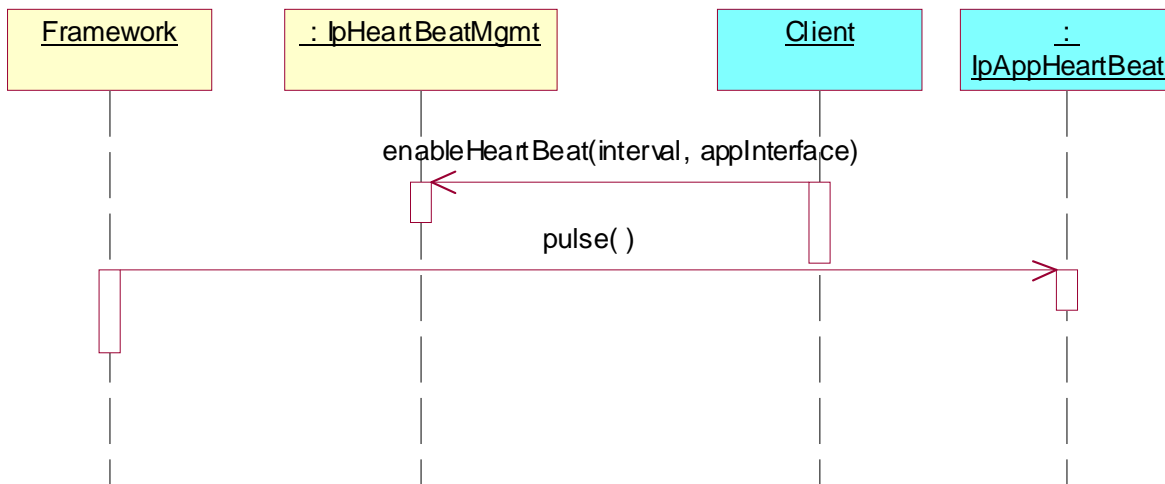 Framework
: IpHeartBeatMgmt
Client
:
IpAppHeartBeat
enableHeartBeat(interval, appInterface)
pulse( )